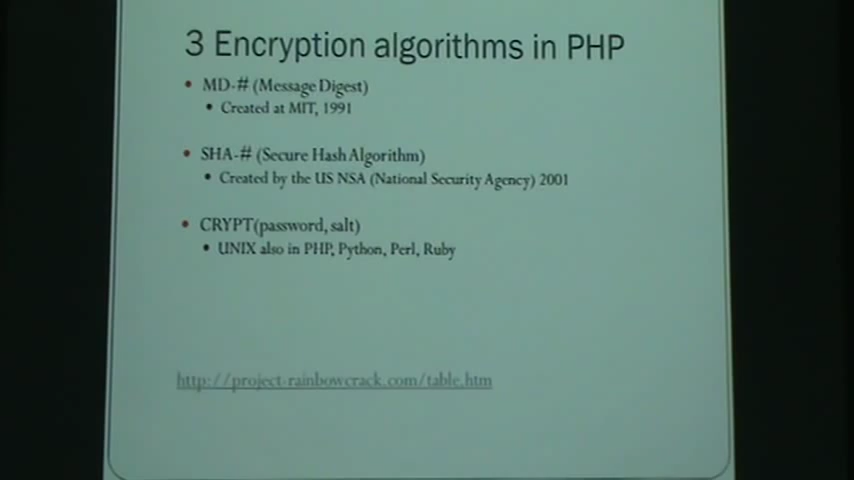 3 Encryption algorithms in PHP
• MD-# (Message Digest)
• Created at MIT, 1991
• SHA-# (Secure Hash Algorithm)
• Created by the US NSA (National Security Agency) 2001
• CRYPT(password, salt)
• UNIX also in PHP, Python, Perl, Ruby
http://project-rainbowcrack.com/table.htm